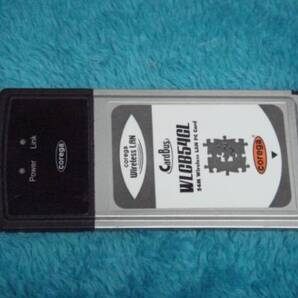 Power
Link
corega
corega
Wireless LAN
CardBus
WLCB54GL
54M Wireless LAN PC Card
corega